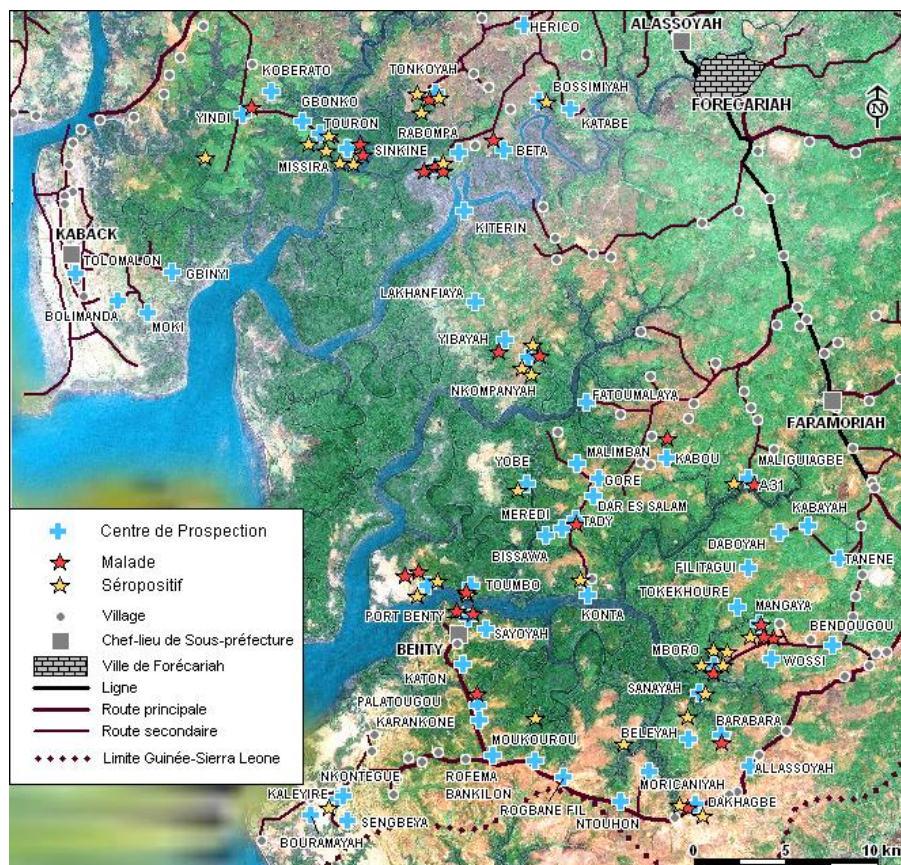 HERICO
ALASSOYAH
KOBERATO
TONKOYAH
BOSSIMIYAH
GBONKO
FORECARIAH
N
YINDI
TOURON
RABOMPA
KATABE
SINKINE
BETA
MISSIRA
KABACK
KITERIN
TOLOMALON
GBINYI
LAKHANFIAYA
BOLIMANDA
MOKI
YIBAYAH
NKOMPANYAH
FATOUMALAYA
FARAMORIAH
MALIMBAN
YOBE
KABOU
MALIGUIAGBE
GORE
A31
DAR ES SALAM
MEREDI
TADY
KABAYAH
BISSAWA
DABOYAH
TANENE
FILITAGUI
TOUMBO
TOKEKHOURE
KONTA
MANGAYA
PORT BENTY
SAYOYAH
BENDOUGOU
BENTY
MBORO
WOSSI
KATON
SANAYAH
PALATOUGOU
KARANKONE
BELEYAH
BARABARA
MOUKOUROU
ALLASSOYAH
NKONTEGUE
ROFEMA
MORICANIYAH
KALEYIRE
BANKILON
DAKHAGBE
ROGBANE FIL
SENGBEYA
NTOUHON
BOURAMAYAH
Centre de Prospection
Malade
Séropositif
Village
Chef-lieu de Sous-préfecture
Ville de Forécariah
Ligne
Route principale
Route secondaire
Limite Guinée-Sierra Leone
0 5 10 km